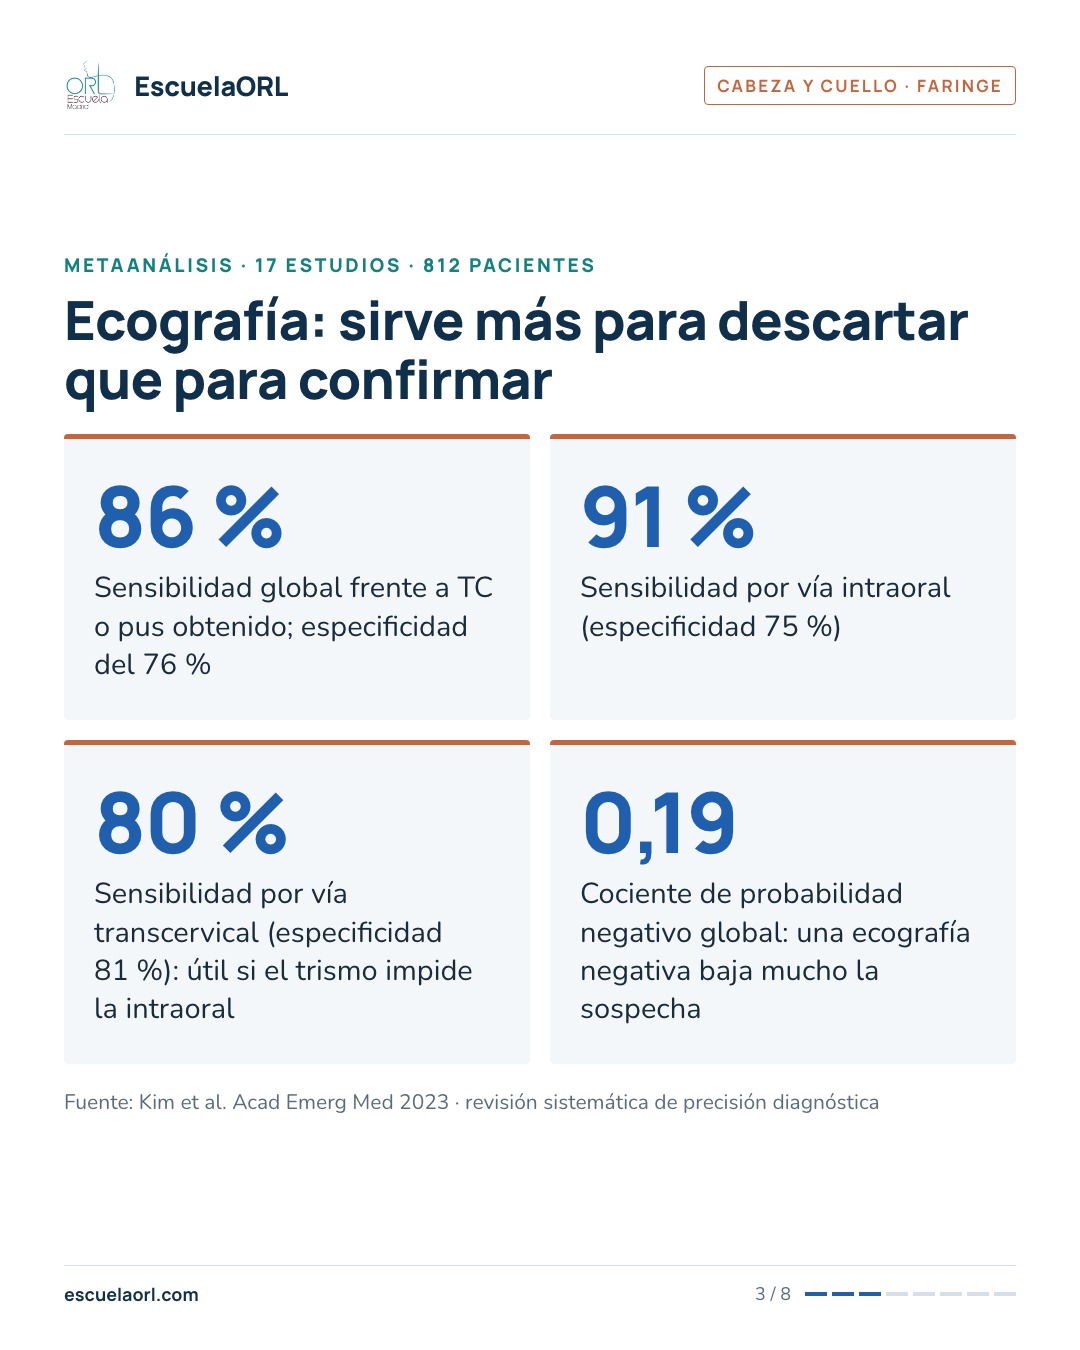 ORL
Escuela
Madrid
EscuelaORL
CABEZA Y CUELLO · FARINGE
METAANÁLISIS · 17 ESTUDIOS · 812 PACIENTES
Ecografía: sirve más para descartar
que para confirmar
86 %
Sensibilidad global frente a TC
o pus obtenido; especificidad
del 76 %
91 %
Sensibilidad por vía intraoral
(especificidad 75 %)
80 %
Sensibilidad por vía
transcervical (especificidad
81 %): útil si el trismo impide
la intraoral
0,19
Cociente de probabilidad
negativo global: una ecografía
negativa baja mucho la
sospecha
Fuente: Kim et al. Acad Emerg Med 2023 · revisión sistemática de precisión diagnóstica
escuelaorl.com
3 / 8